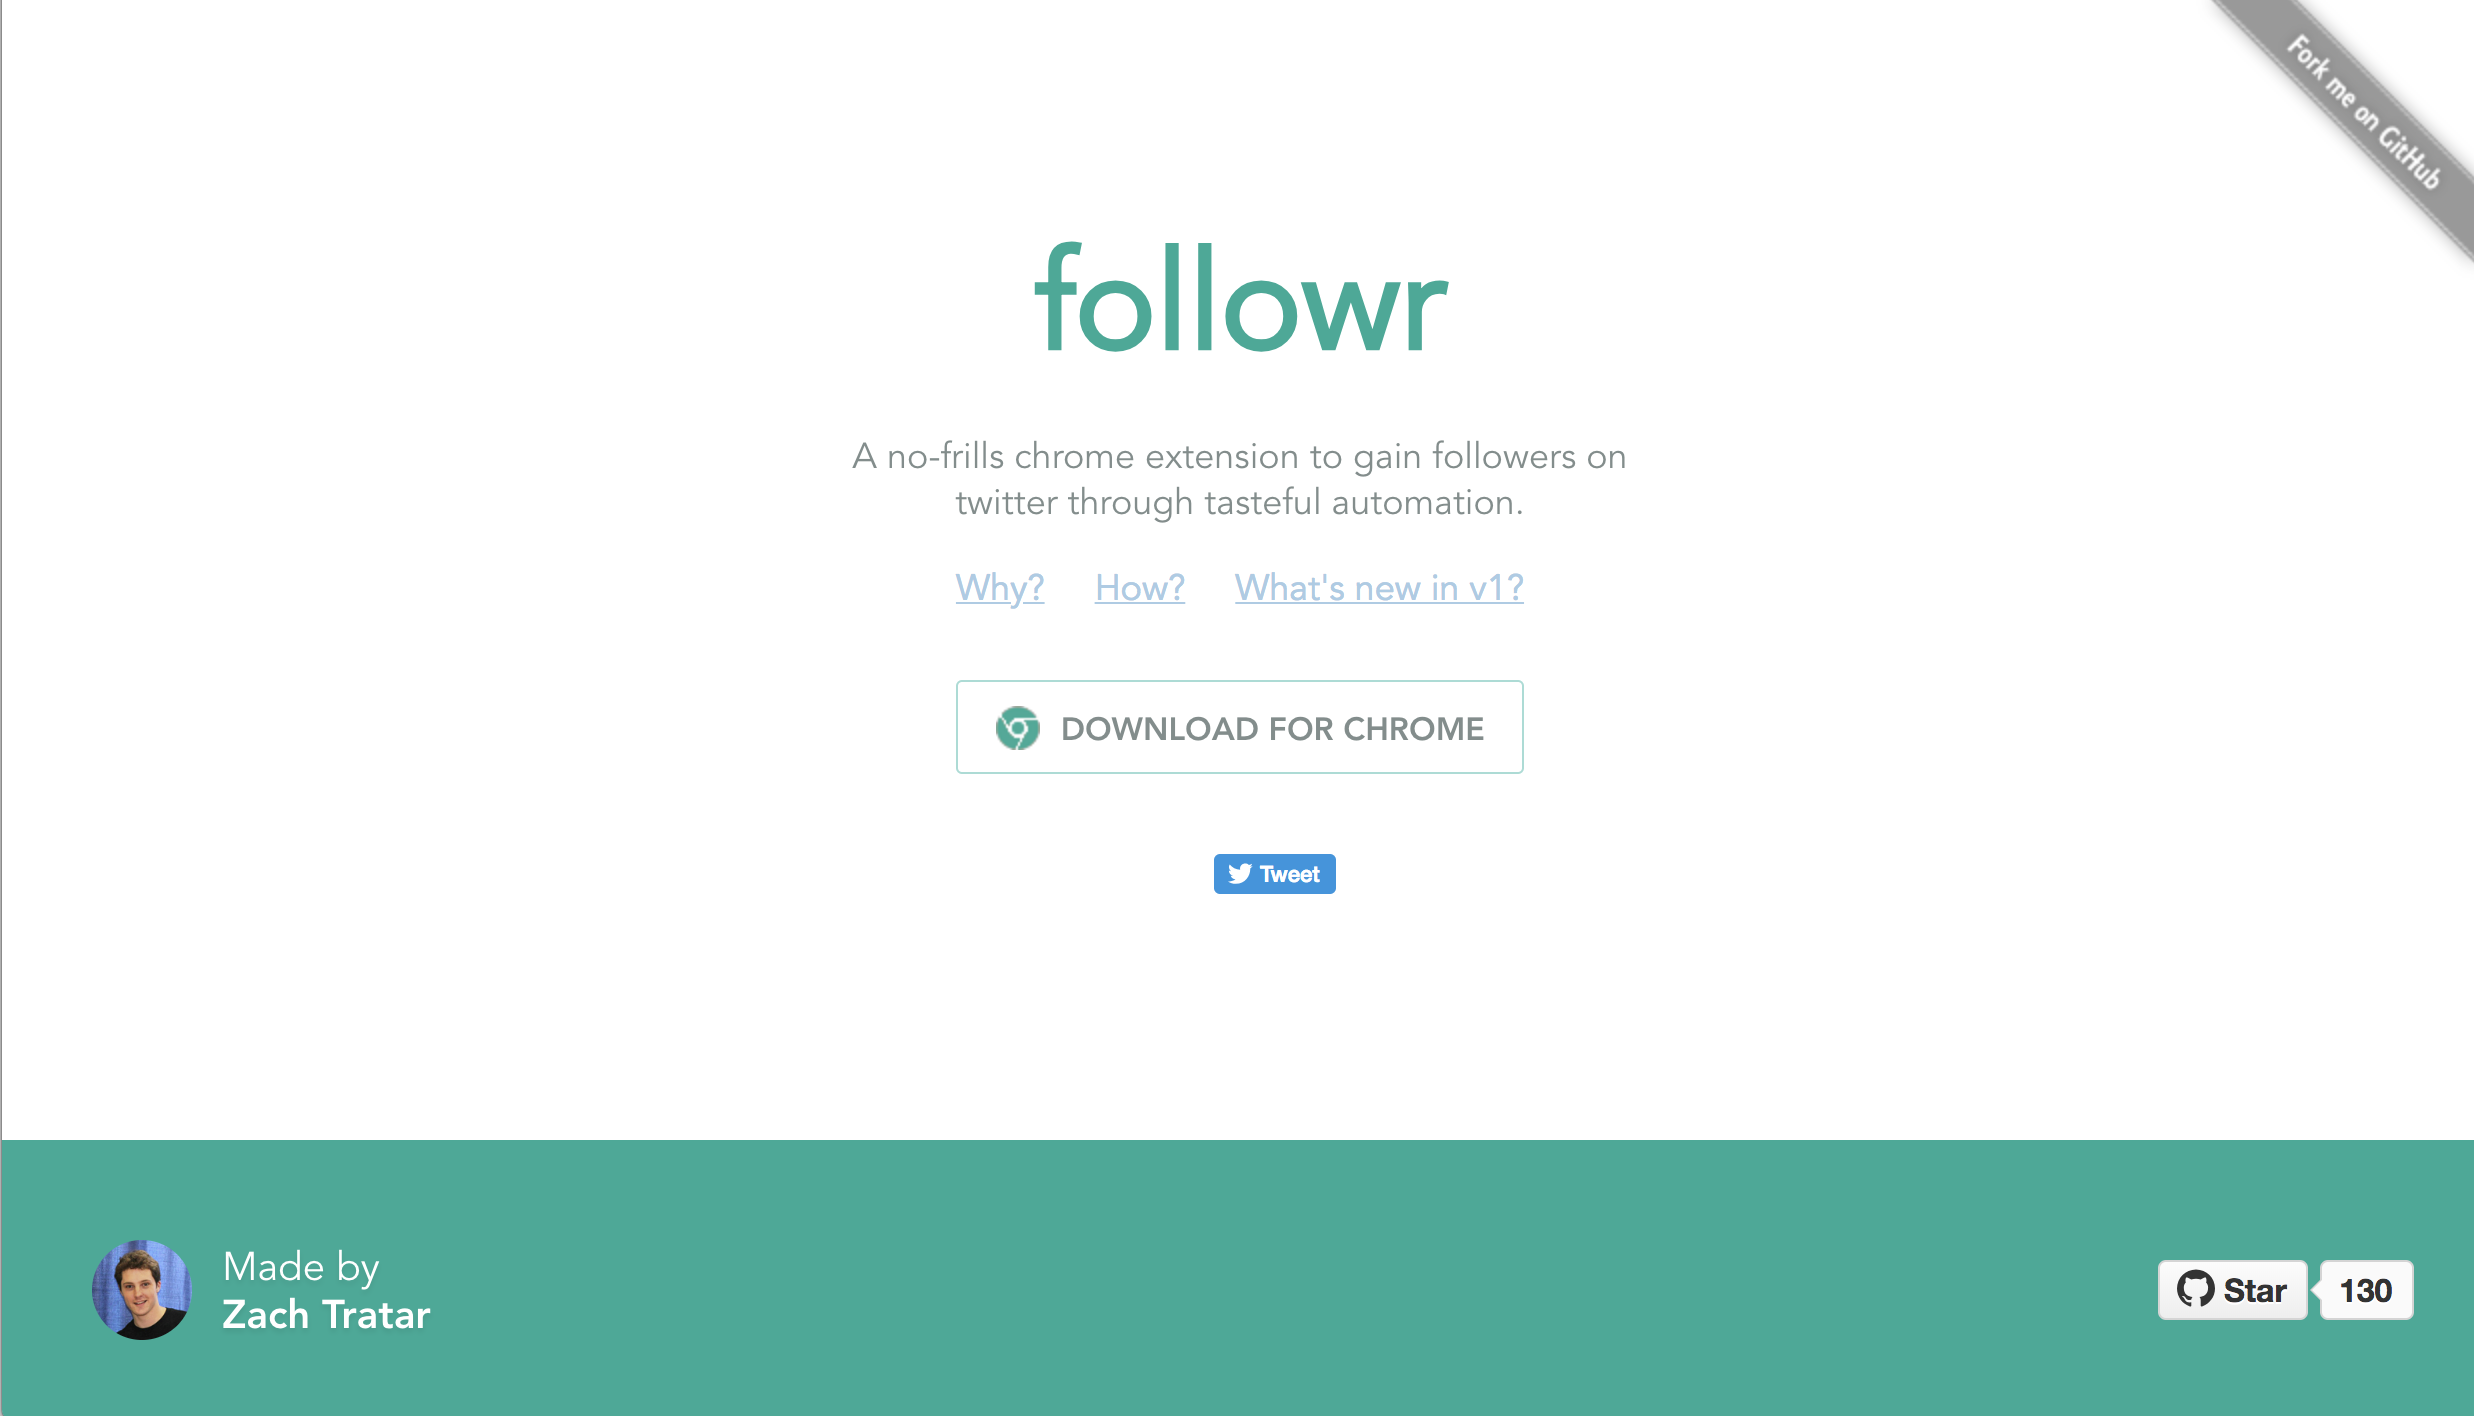 Fork me on GitHub
followr
A no-frills chrome extension to gain followers on
twitter through tasteful automation.
Why? How? What's new in v1?
DOWNLOAD FOR CHROME
Tweet
Made by
Zach Tratar
Star 130